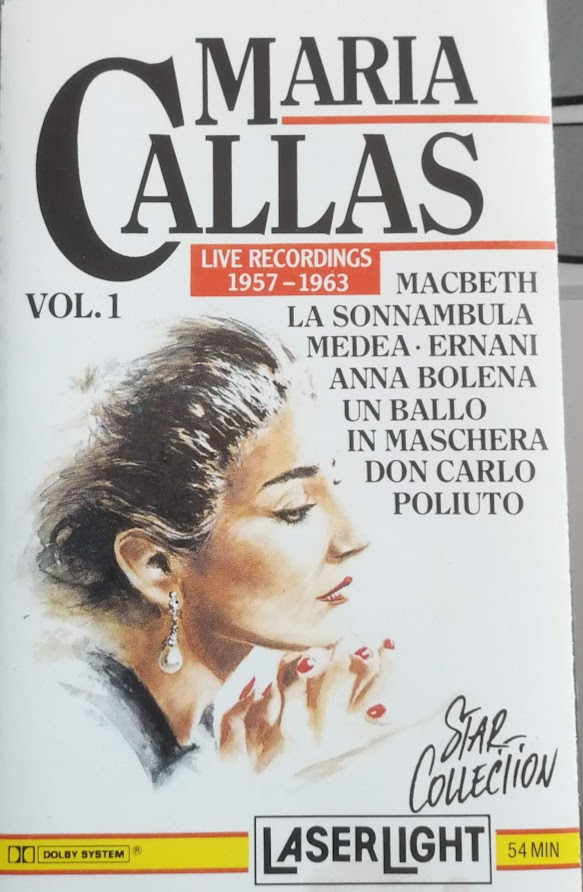 MARIA
CALLAS
LIVE RECORDINGS
1957 – 1963
VOL. 1
MACBETH
LA SONNAMBULA
MEDEA · ERNANI
ANNA BOLENA
UN BALLO
IN MASCHERA
DON CARLO
POLIUTO
STAR
COLLECTION
DOLBY SYSTEM ®
LASERLIGHT
54 MIN